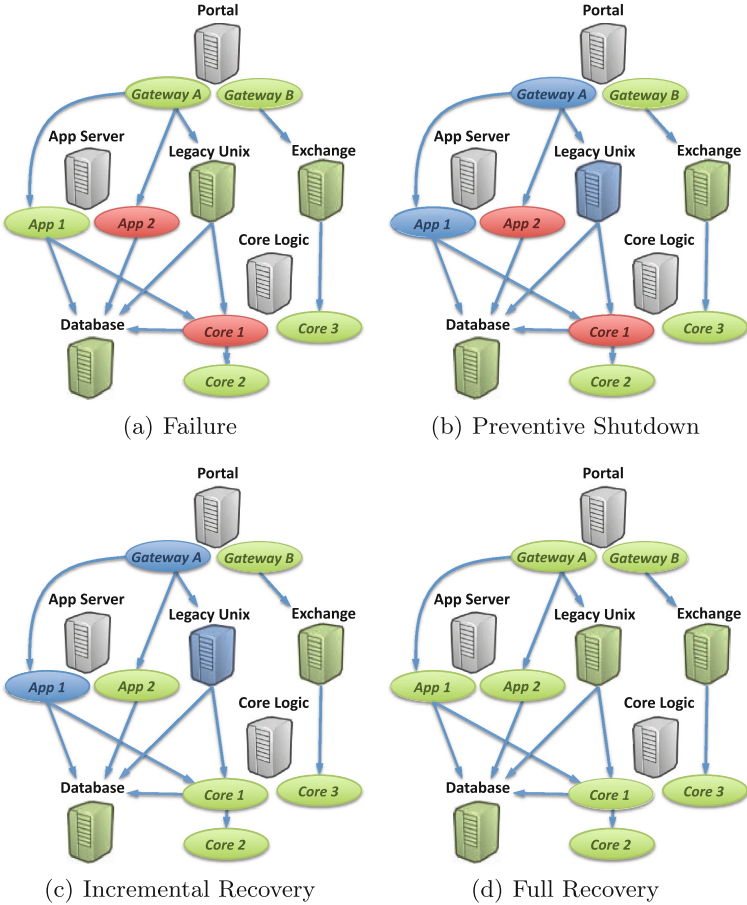 Portal
Gateway A
Gateway B
App Server
Legacy Unix
Exchange
App 1
App 2
Core Logic
Database
Core 1
Core 3
Core 2
(a) Failure
Portal
Gateway A
Gateway B
App Server
Legacy Unix
Exchange
App 1
App 2
Core Logic
Database
Core 1
Core 3
Core 2
(b) Preventive Shutdown
Portal
Gateway A
Gateway B
App Server
Legacy Unix
Exchange
App 1
App 2
Core Logic
Database
Core 1
Core 3
Core 2
(c) Incremental Recovery
Portal
Gateway A
Gateway B
App Server
Legacy Unix
Exchange
App 1
App 2
Core Logic
Database
Core 1
Core 3
Core 2
(d) Full Recovery